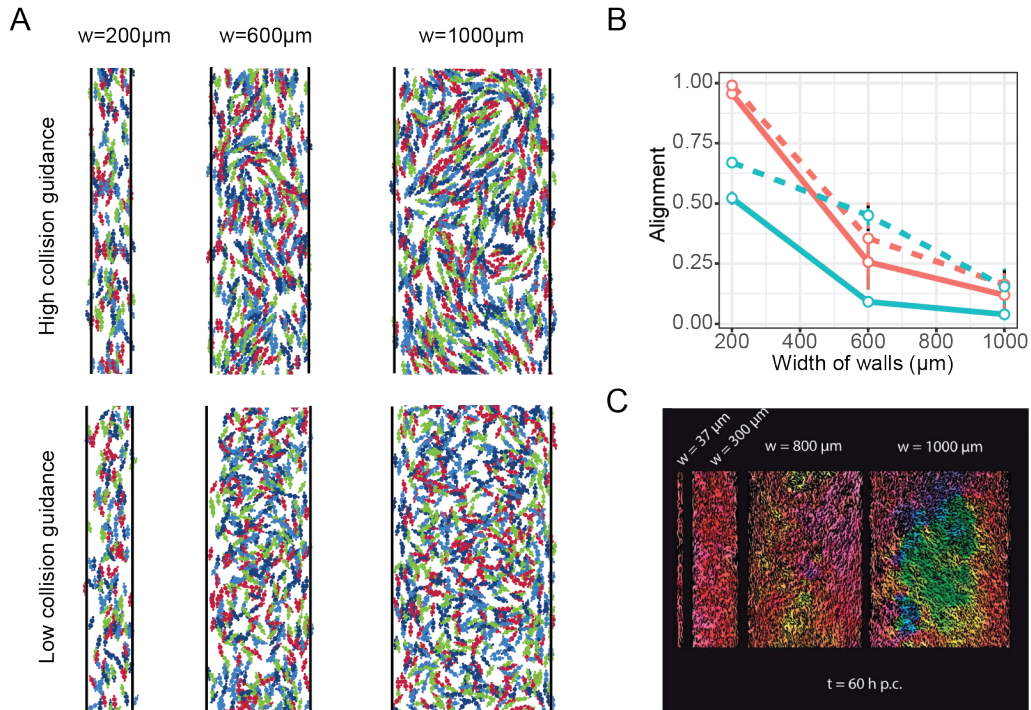 A
w=200µm
w=600µm
w=1000µm
High collision guidance
Low collision guidance
B
Alignment
1.00
0.75
0.50
0.25
0.00
200
400
600
800
1000
Width of walls (µm)
C
w = 37 µm
w = 300 µm
w = 800 µm
w = 1000 µm
t = 60 h p.c.